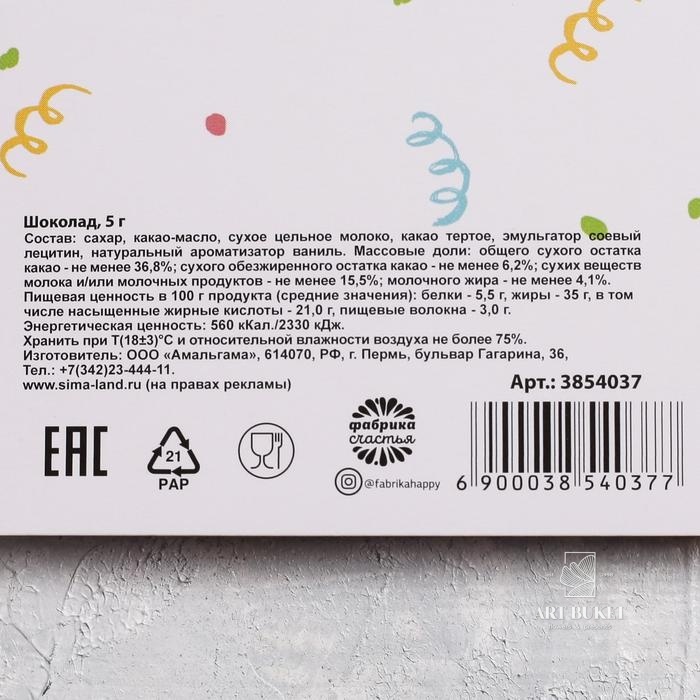 Шоколад, 5 г
Состав: сахар, какао-масло, сухое цельное молоко, какао тертое, эмульгатор соевый
лецитин, натуральный ароматизатор ваниль. Массовые доли: общего сухого остатка
какао - не менее 36,8%; сухого обезжиренного остатка какао - не менее 6,2%; сухих веществ
молока и/или молочных продуктов - не менее 15,5%; молочного жира - не менее 4,1%.
Пищевая ценность в 100 г продукта (средние значения): белки - 5,5 г, жиры - 35 г, в том
числе насыщенные жирные кислоты - 21,0 г, пищевые волокна - 3,0 г.
Энергетическая ценность: 560 кКал./2330 кДж.
Хранить при Т(18±3)°С и относительной влажности воздуха не более 75%.
Изготовитель: ООО «Амальгама», 614070, РФ, г. Пермь, бульвар Гагарина, 36,
Тел.: +7(342)23-444-11.
www.sima-land.ru (на правах рекламы)
Арт.: 3854037
ЕАС
21
PAP
фабрика
счастья
@fabrikahappy
6 900038 540377
ART BUKET